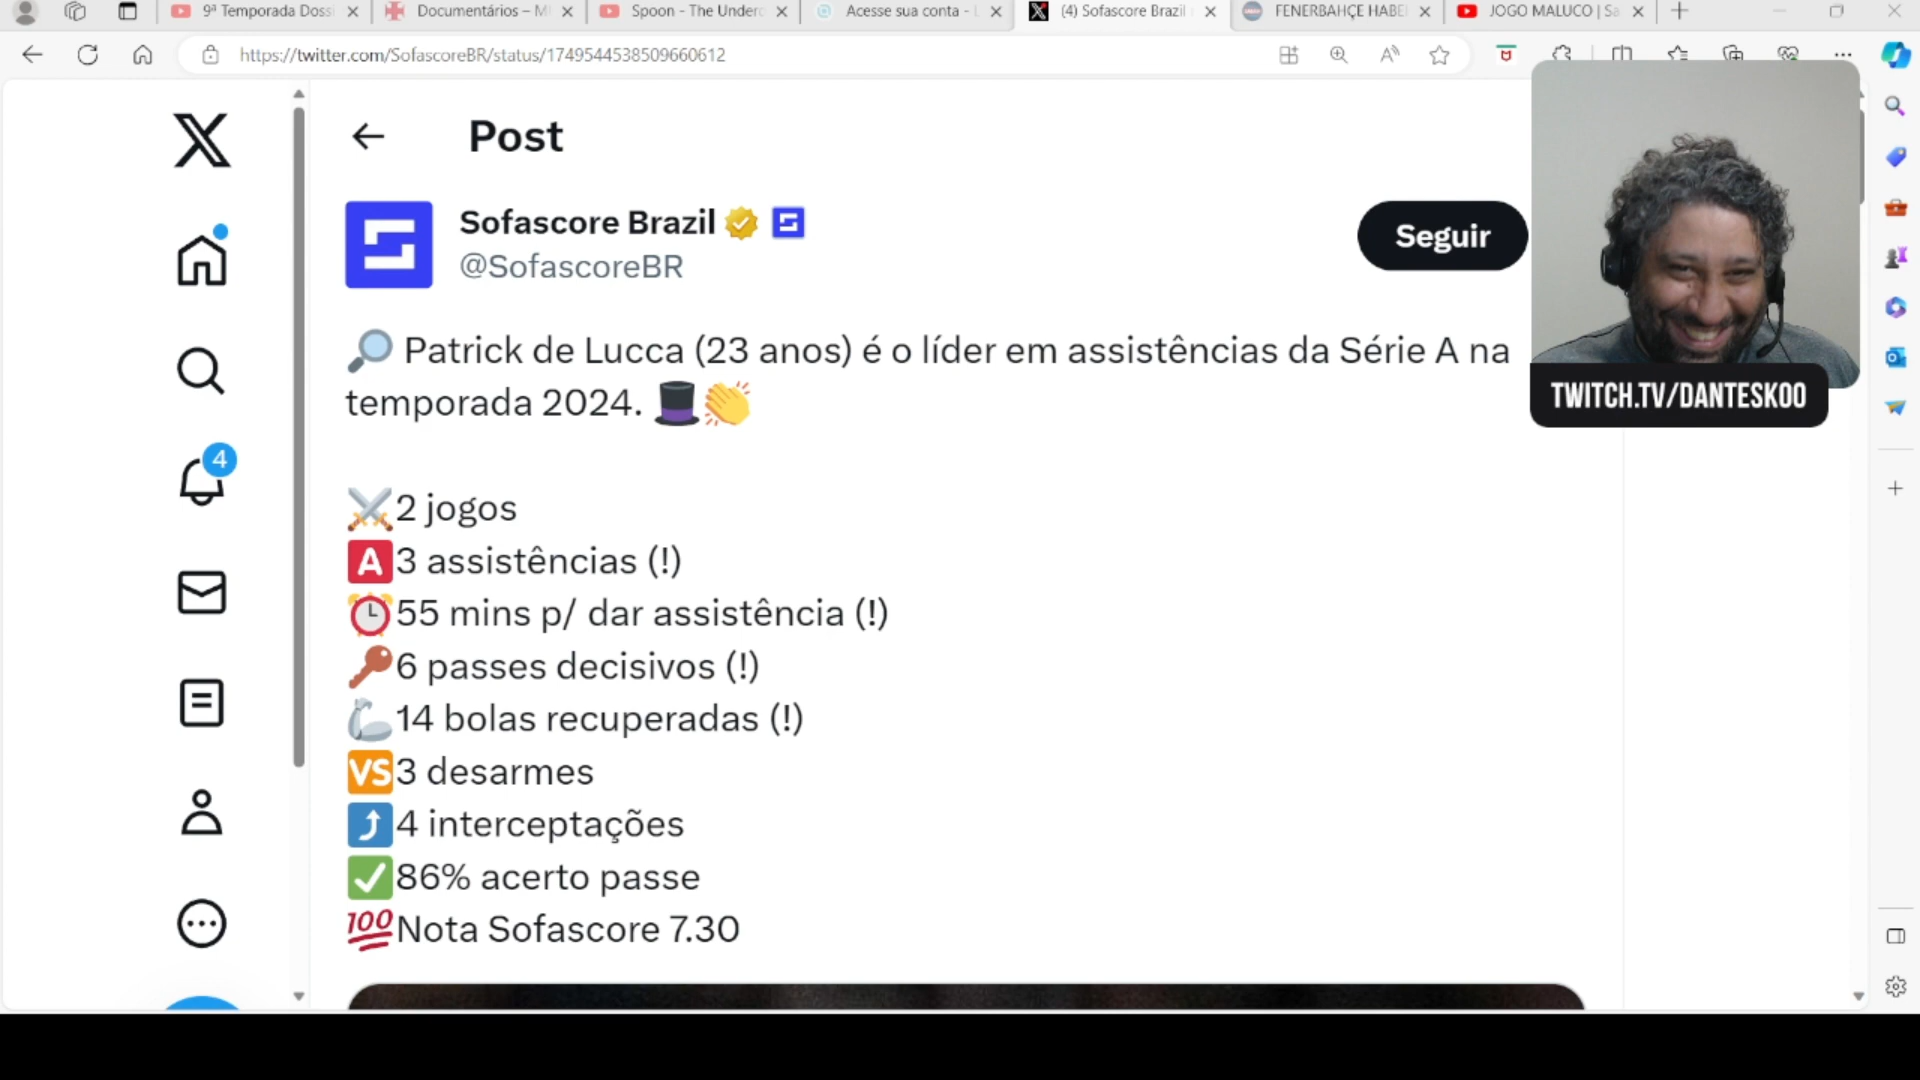 9ª Temporada Doss
Documentários – M
Spoon - The Under
Acesse sua conta -
(4) Sofascore Brazil
FENERBAHÇE HABE
JOGO MALUCO | Sa
https://twitter.com/SofascoreBR/status/1749544538509660612
Post
Sofascore Brazil
@SofascoreBR
Seguir
🔎 Patrick de Lucca (23 anos) é o líder em assistências da Série A na
temporada 2024. 🎩👏
TWITCH.TV/DANTESKOO
4
⚔️2 jogos
🅰️3 assistências (!)
⏰55 mins p/ dar assistência (!)
🔑6 passes decisivos (!)
🦾14 bolas recuperadas (!)
🆚3 desarmes
⤴️4 interceptações
✅86% acerto passe
💯Nota Sofascore 7.30